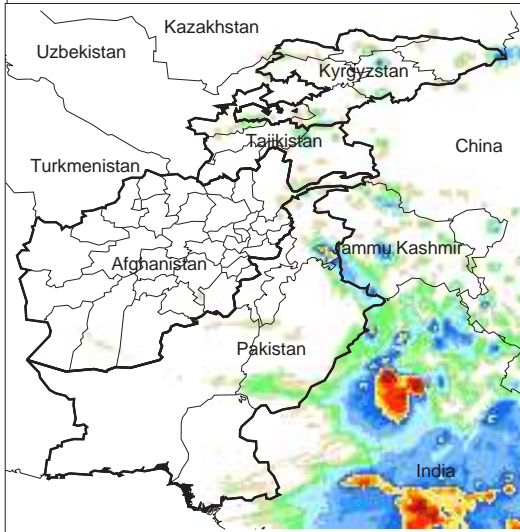 Kazakhstan
Uzbekistan
Kyrgyzstan
Tajikistan
China
Turkmenistan
Jammu Kashmir
Afghanistan
Pakistan
India